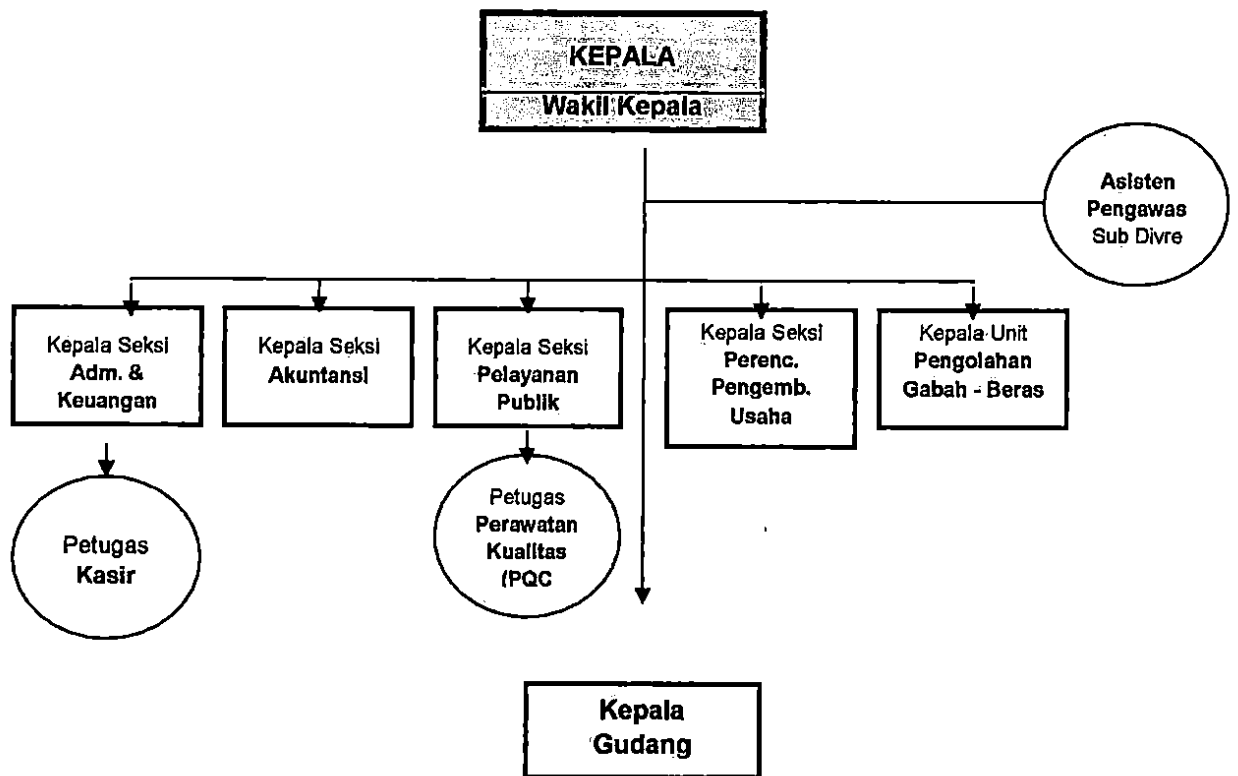 KEPALA
Wakil Kepala
Asisten
Pengawas
Sub Divre
Kepala Seksi
Adm. &
Keuangan
Kepala Seksi
Akuntansi
Kepala Seksi
Pelayanan
Publik
Kepala Seksi
Perenc.
Pengemb.
Usaha
Kepala Unit
Pengolahan
Gabah - Beras
Petugas
Kasir
Petugas
Perawatan
Kualitas
(PQC
Kepala
Gudang